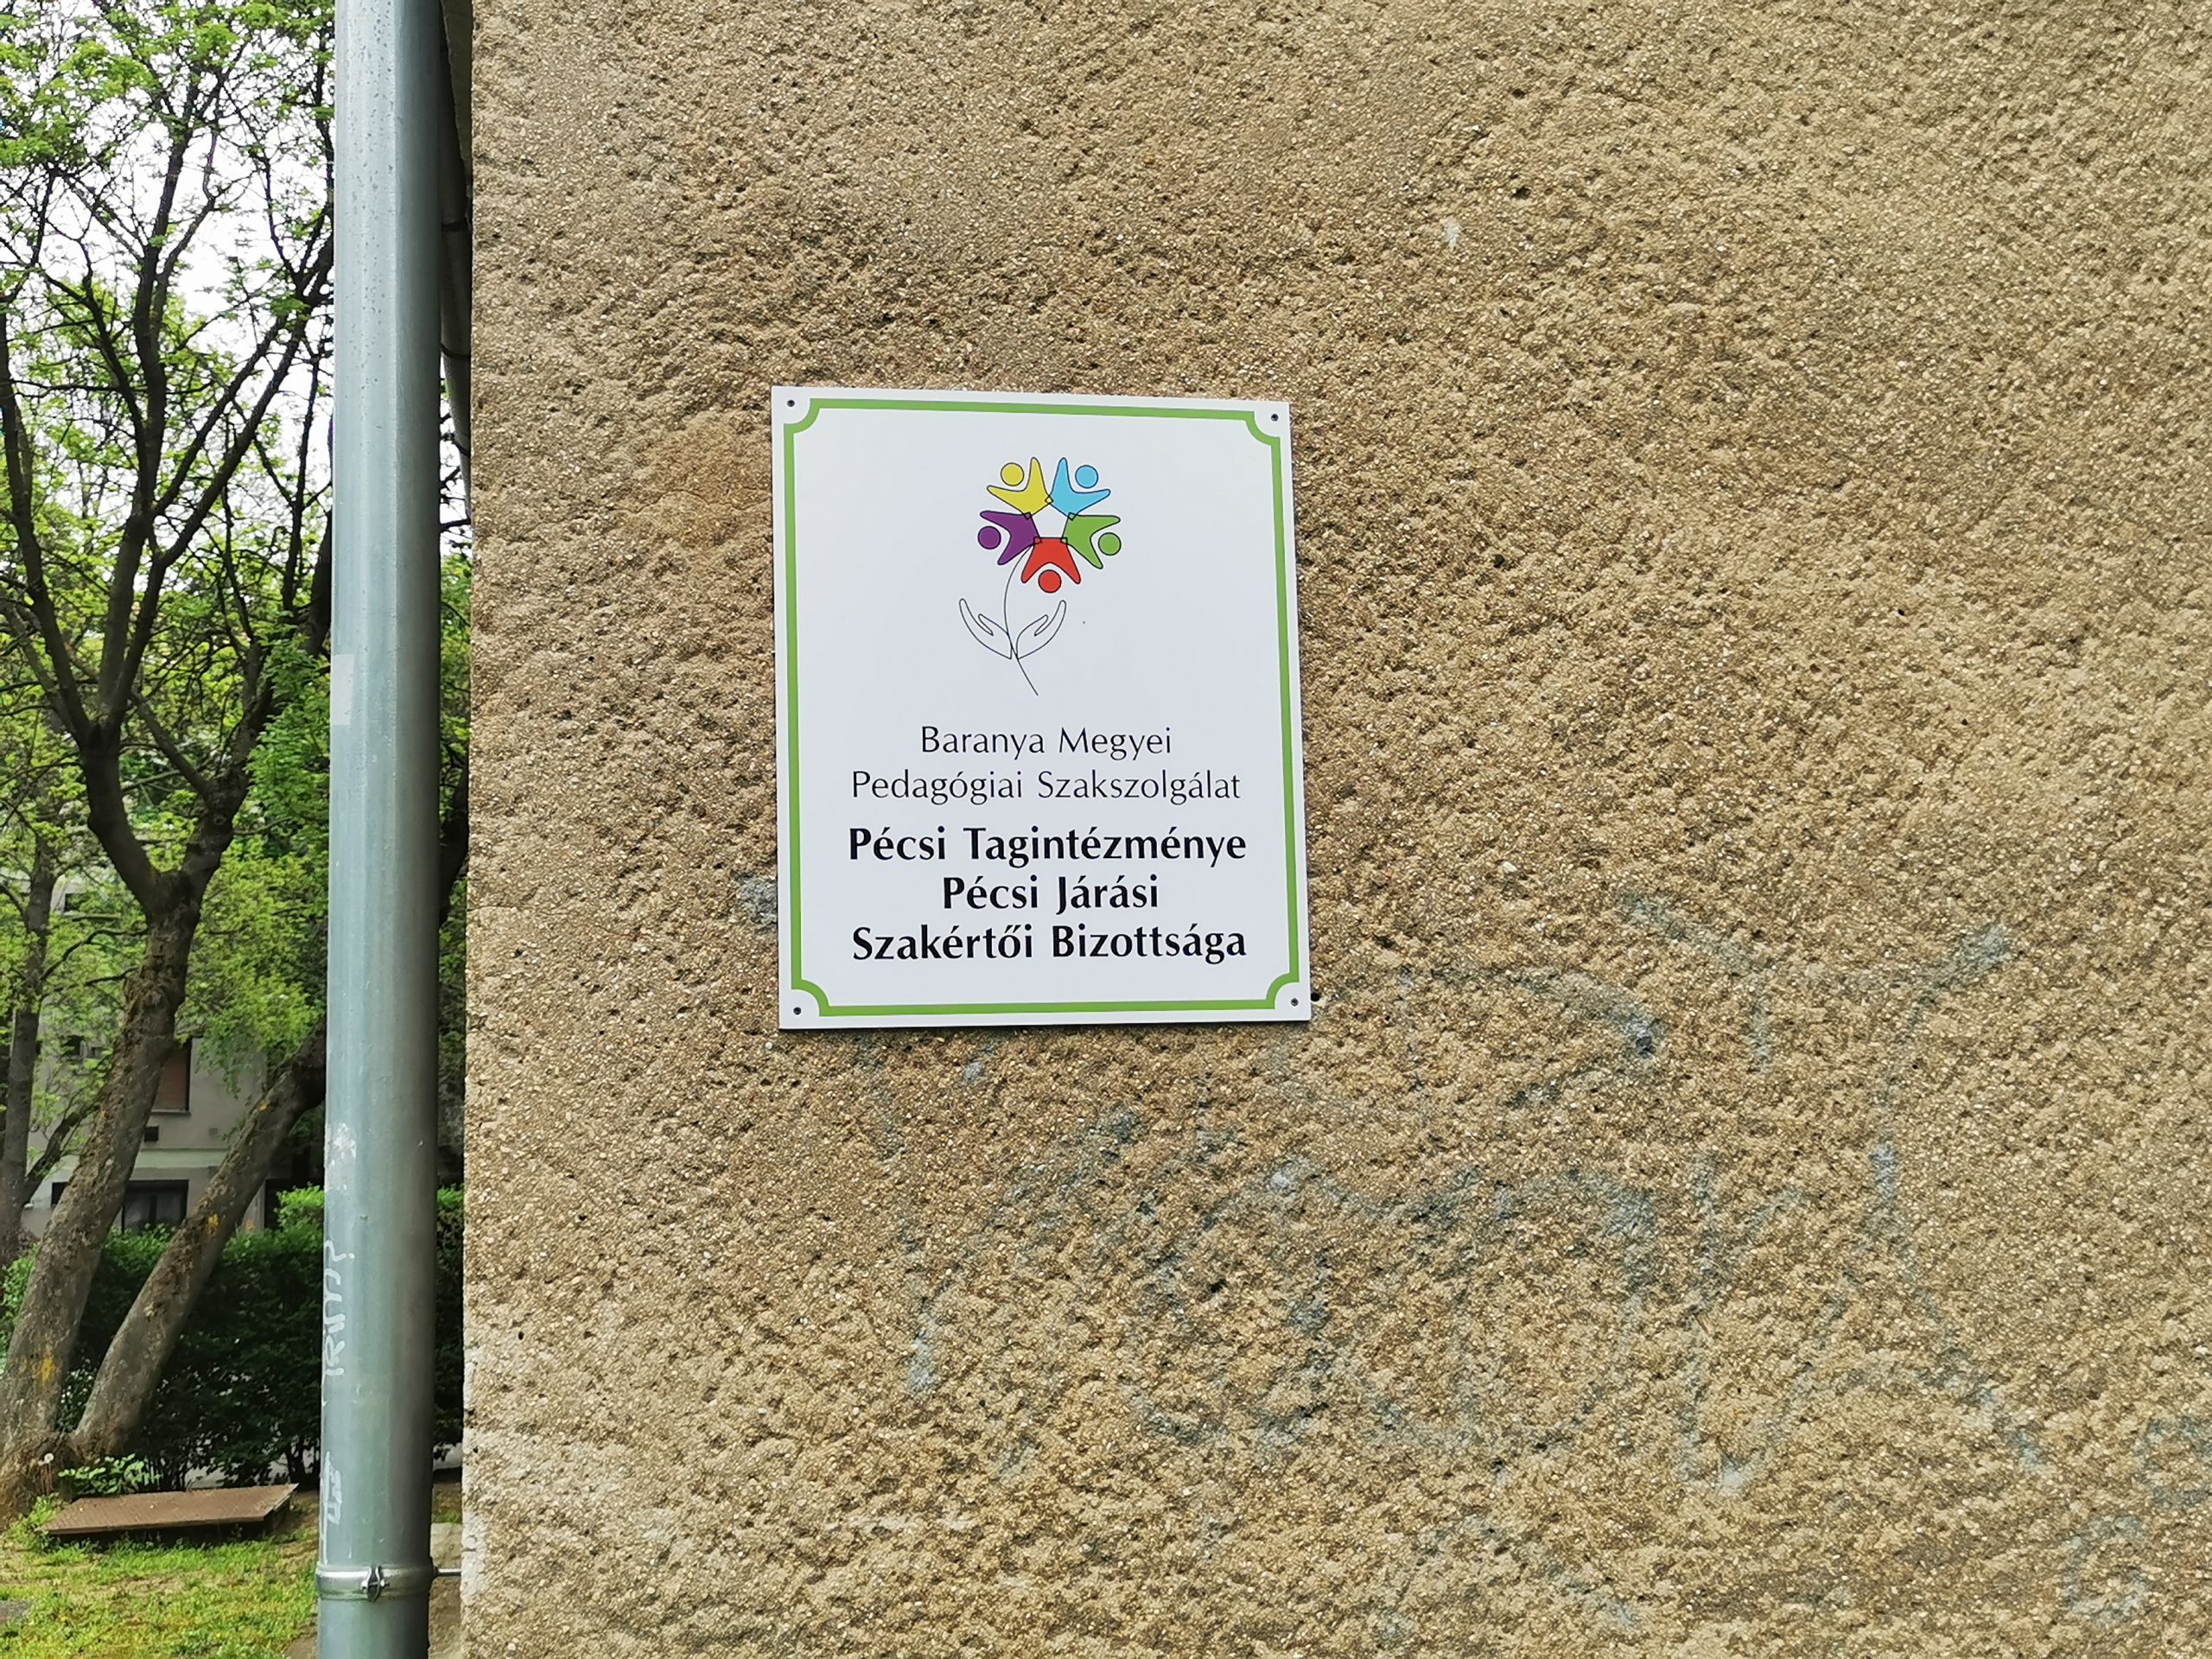 Baranya Megyei
Pedagógiai Szakszolgálat
Pécsi Tagintézménye
Pécsi Járási
Szakértői Bizottsága